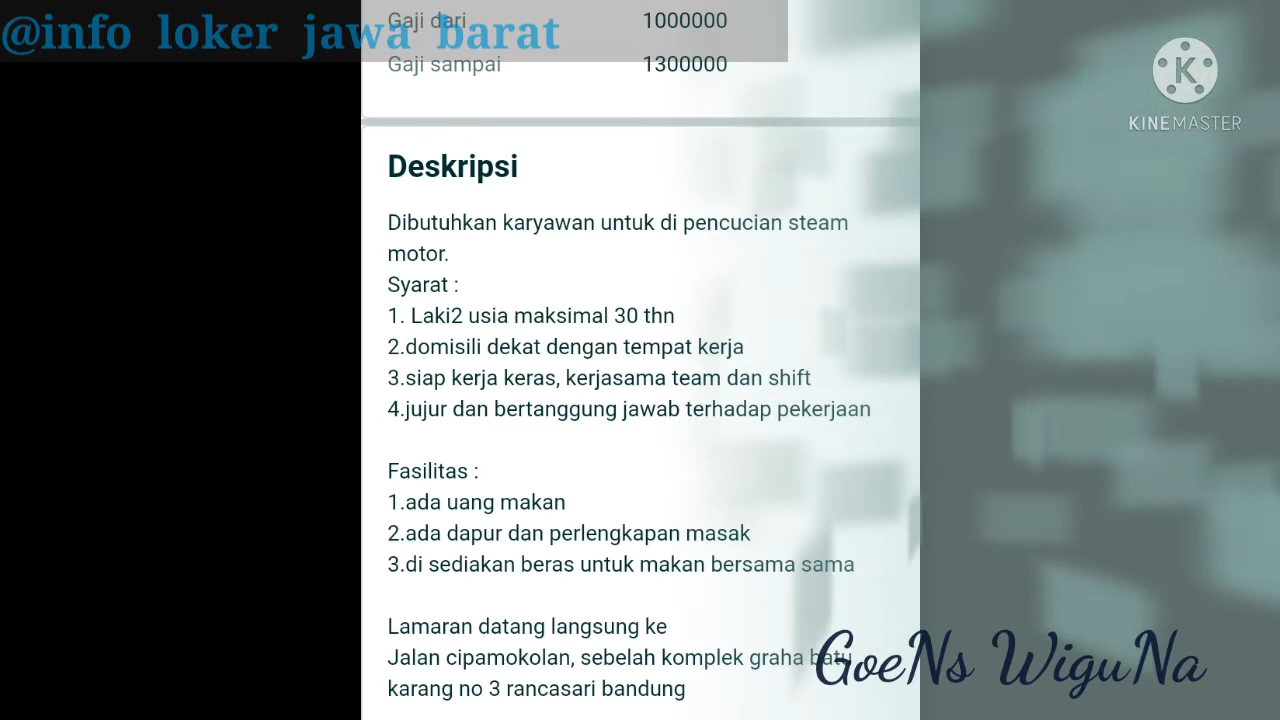 @info loker jawa barat
Gaji dari 1000000
Gaji sampai 1300000
KINEMASTER
Deskripsi
Dibutuhkan karyawan untuk di pencucian steam
motor.
Syarat :
1. Laki2 usia maksimal 30 thn
2.domisili dekat dengan tempat kerja
3.siap kerja keras, kerjasama team dan shift
4.jujur dan bertanggung jawab terhadap pekerjaan
Fasilitas :
1.ada uang makan
2.ada dapur dan perlengkapan masak
3.di sediakan beras untuk makan bersama sama
Lamaran datang langsung ke
Jalan cipamokolan, sebelah komplek graha batu
karang no 3 rancasari bandung
GoeNs WiguNa